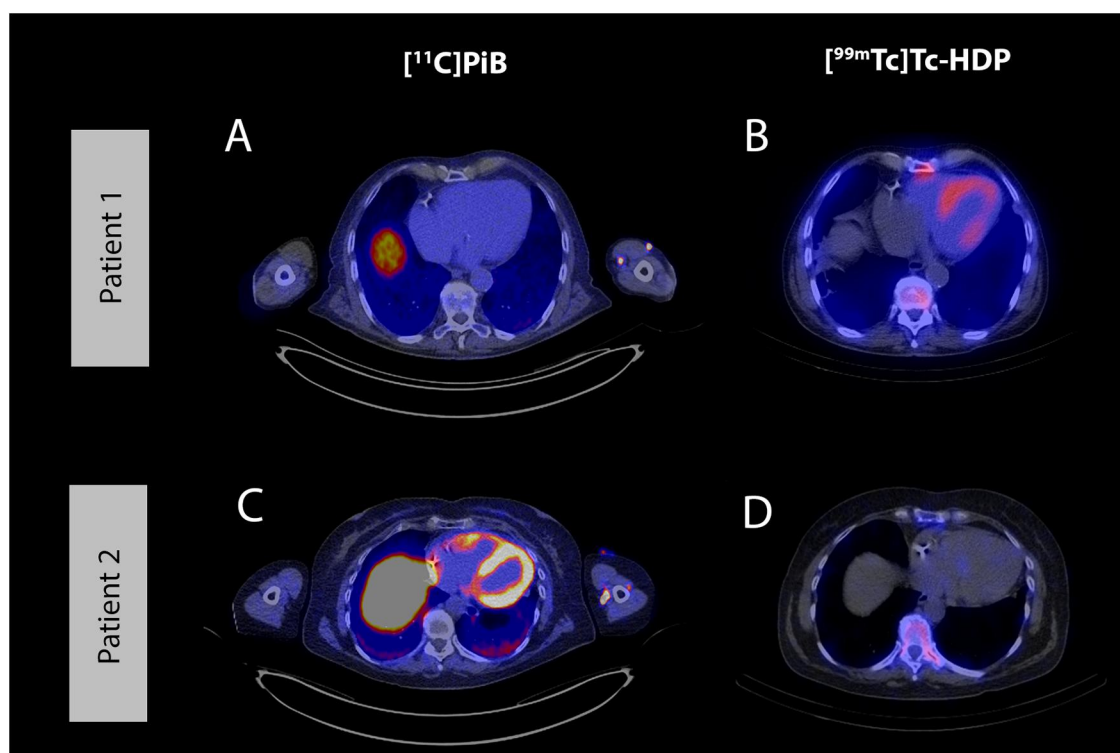 [¹¹C]PiB
[⁹⁹ᵐTc]Tc-HDP
Patient 1
A
B
Patient 2
C
D